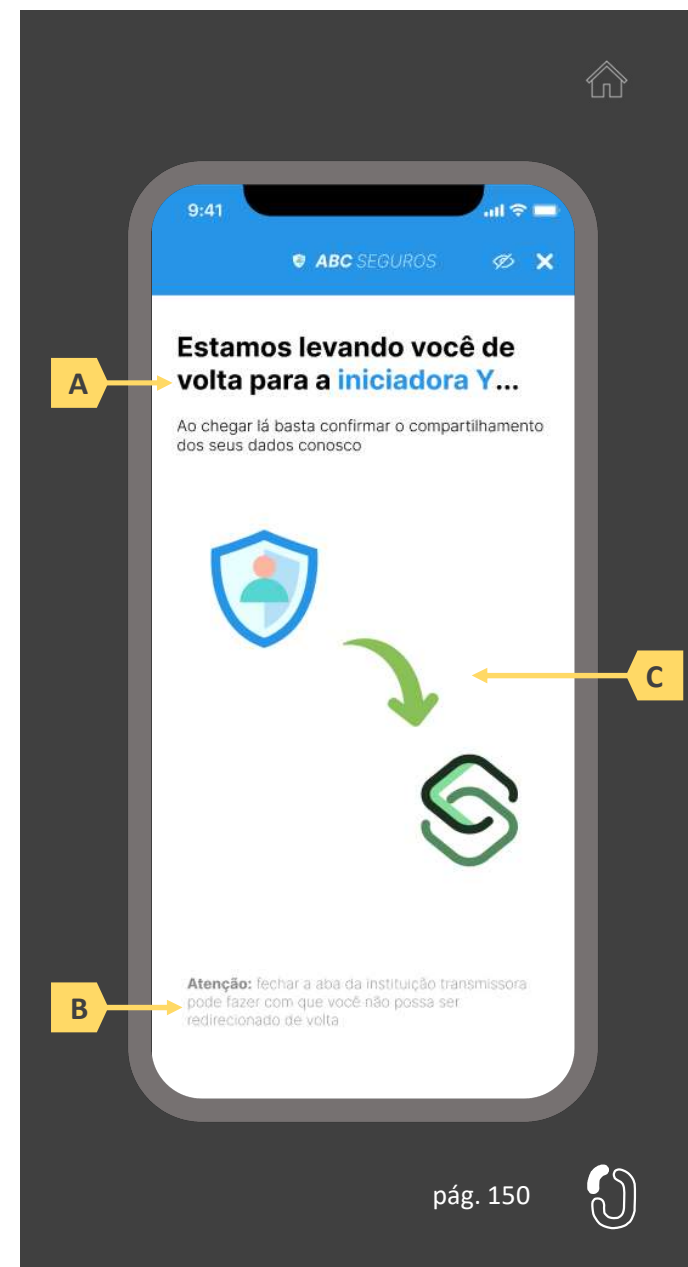 9:41
ABC SEGUROS
Estamos levando você de
volta para a iniciadora Y...
A
Ao chegar lá basta confirmar o compartilhamento
dos seus dados conosco
C
Atenção: fechar a aba da instituição transmissora
pode fazer com que você não possa ser
redirecionado de volta
B
pág. 150